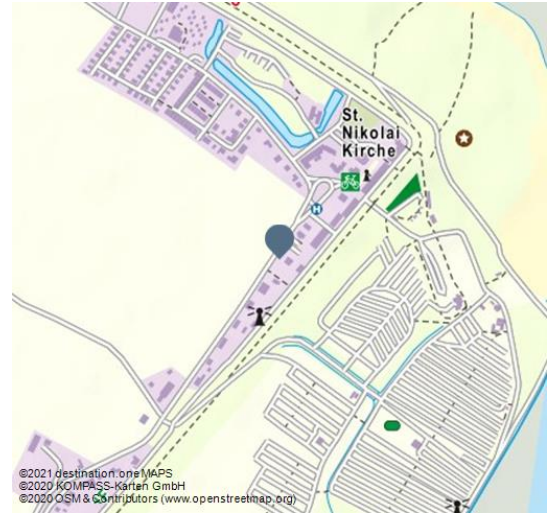 St.
Nikolai
Kirche
H
©2021 destination.one MAPS
©2020 KOMPASS-Karten GmbH
©2020 OSM & Contributors (www.openstreetmap.org)